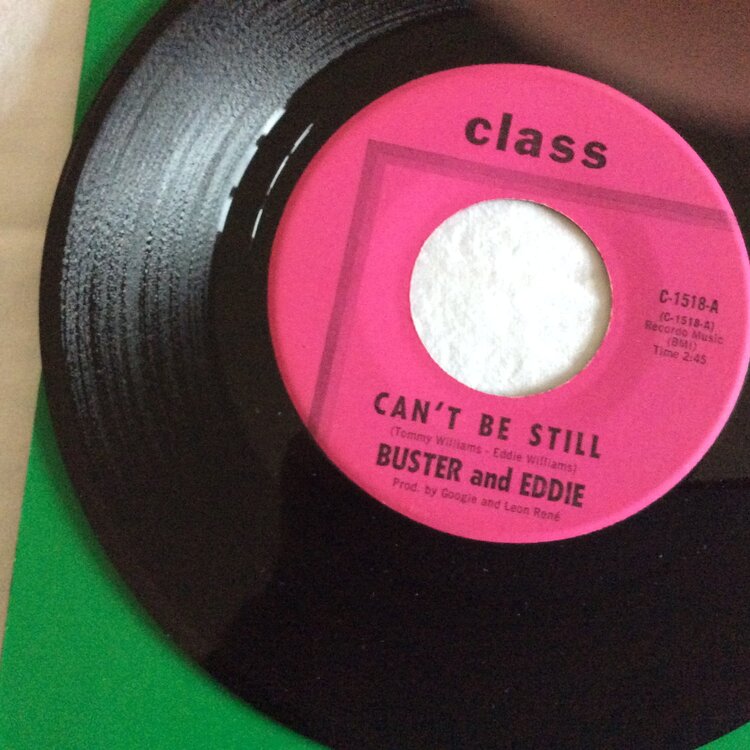 class
C-1518-A
(C-1518-A)
Recordo Music
(BMI)
Time 2:45
CAN'T BE STILL
(Tommy Williams - Eddie Williams)
BUSTER and EDDIE
Prod. by Googie and Leon René